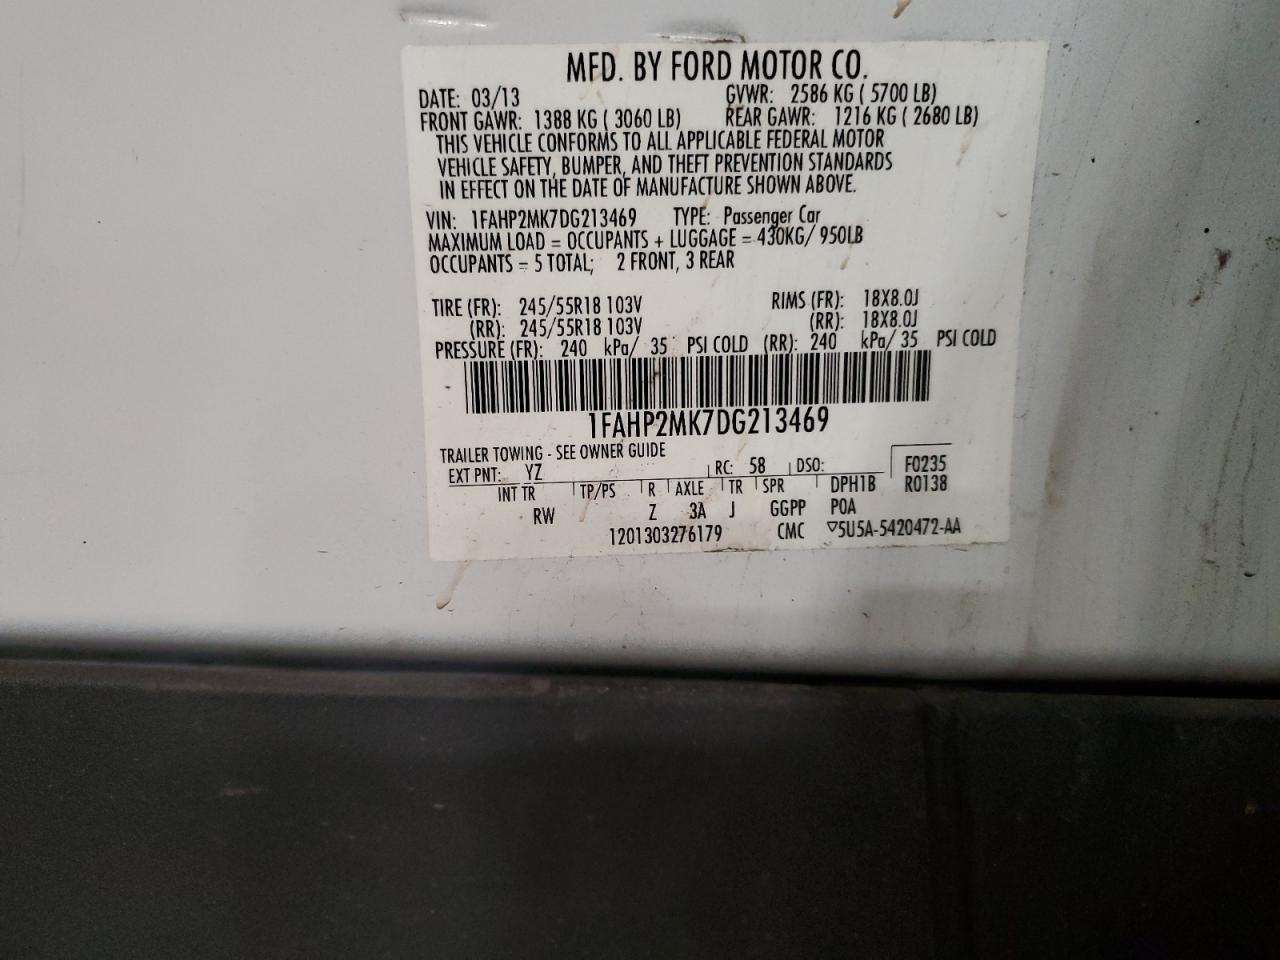 MFD. BY FORD MOTOR CO.
DATE: 03/13 GVWR: 2586 KG ( 5700 LB)
FRONT GAWR: 1388 KG ( 3060 LB) REAR GAWR: 1216 KG ( 2680 LB)
THIS VEHICLE CONFORMS TO ALL APPLICABLE FEDERAL MOTOR
VEHICLE SAFETY, BUMPER, AND THEFT PREVENTION STANDARDS
IN EFFECT ON THE DATE OF MANUFACTURE SHOWN ABOVE.
VIN: 1FAHP2MK7DG213469 TYPE: Passenger Car
MAXIMUM LOAD = OCCUPANTS + LUGGAGE = 430KG/ 950LB
OCCUPANTS = 5 TOTAL; 2 FRONT, 3 REAR
TIRE (FR): 245/55R18 103V RIMS (FR): 18X8.0J
(RR): 245/55R18 103V (RR): 18X8.0J
PRESSURE (FR): 240 kPa/ 35 PSI COLD (RR): 240 kPa/ 35 PSI COLD
1FAHP2MK7DG213469
TRAILER TOWING - SEE OWNER GUIDE
EXT PNT: YZ RC: 58 DSO: F0235
INT TR TP/PS R AXLE TR SPR DPH1B R0138
RW Z 3A J GGPP POA
1201303276179 CMC ▽5U5A-5420472-AA